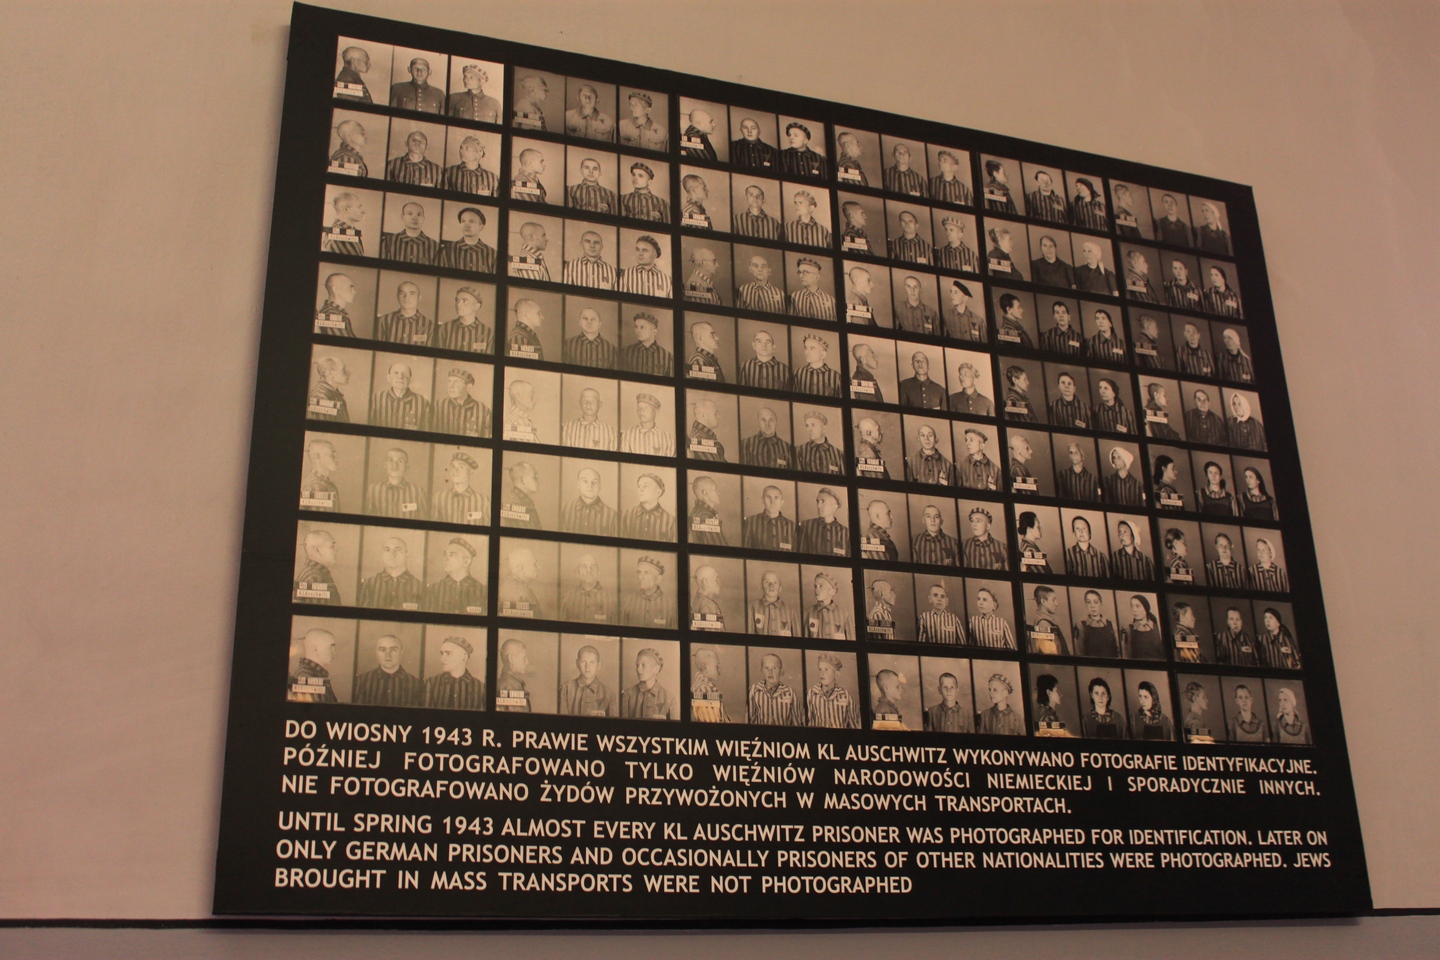 DO WIOSNY 1943 R. PRAWIE WSZYSTKIM WIĘŹNIOM KL AUSCHWITZ WYKONYWANO FOTOGRAFIE IDENTYFIKACYJNE.
PÓŹNIEJ FOTOGRAFOWANO TYLKO WIĘŹNIÓW NARODOWOŚCI NIEMIECKIEJ I SPORADYCZNIE INNYCH.
NIE FOTOGRAFOWANO ŻYDÓW PRZYWOŻONYCH W MASOWYCH TRANSPORTACH.
UNTIL SPRING 1943 ALMOST EVERY KL AUSCHWITZ PRISONER WAS PHOTOGRAPHED FOR IDENTIFICATION. LATER ON
ONLY GERMAN PRISONERS AND OCCASIONALLY PRISONERS OF OTHER NATIONALITIES WERE PHOTOGRAPHED. JEWS
BROUGHT IN MASS TRANSPORTS WERE NOT PHOTOGRAPHED